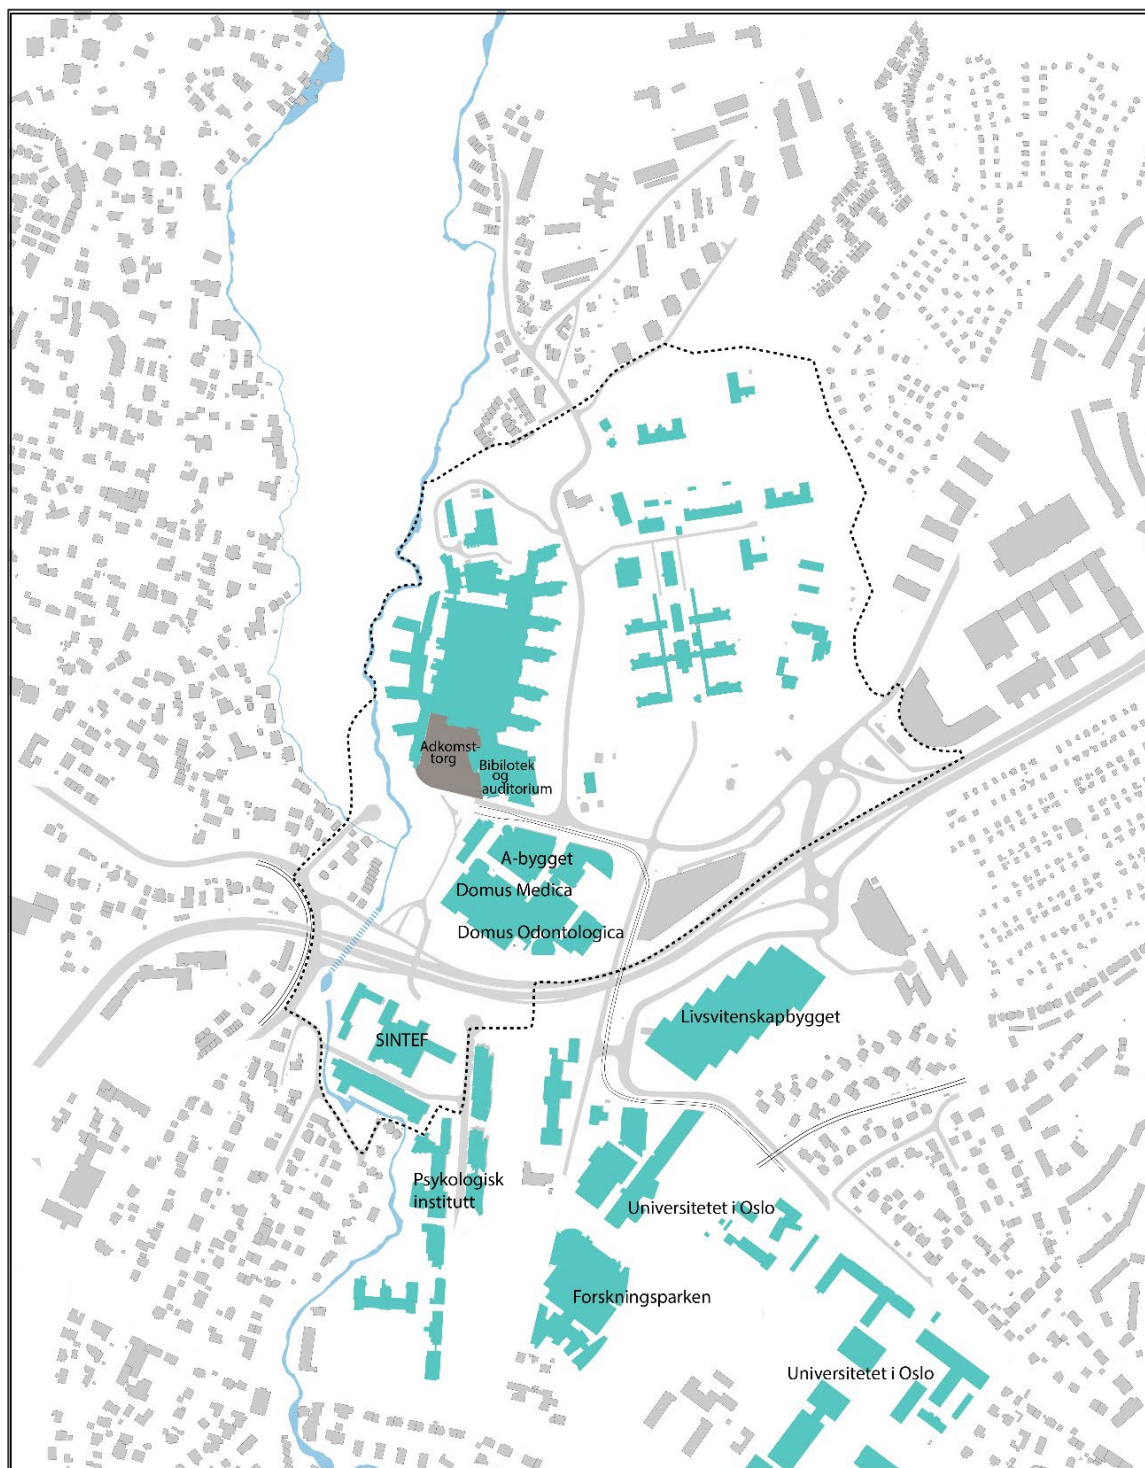 Adkomst-
torg
Bibilotek
og
auditorium
A-bygget
Domus Medica
Domus Odontologica
Livsvitenskapbygget
SINTEF
Psykologisk
institutt
Universitetet i Oslo
Forskningsparken
Universitetet i Oslo